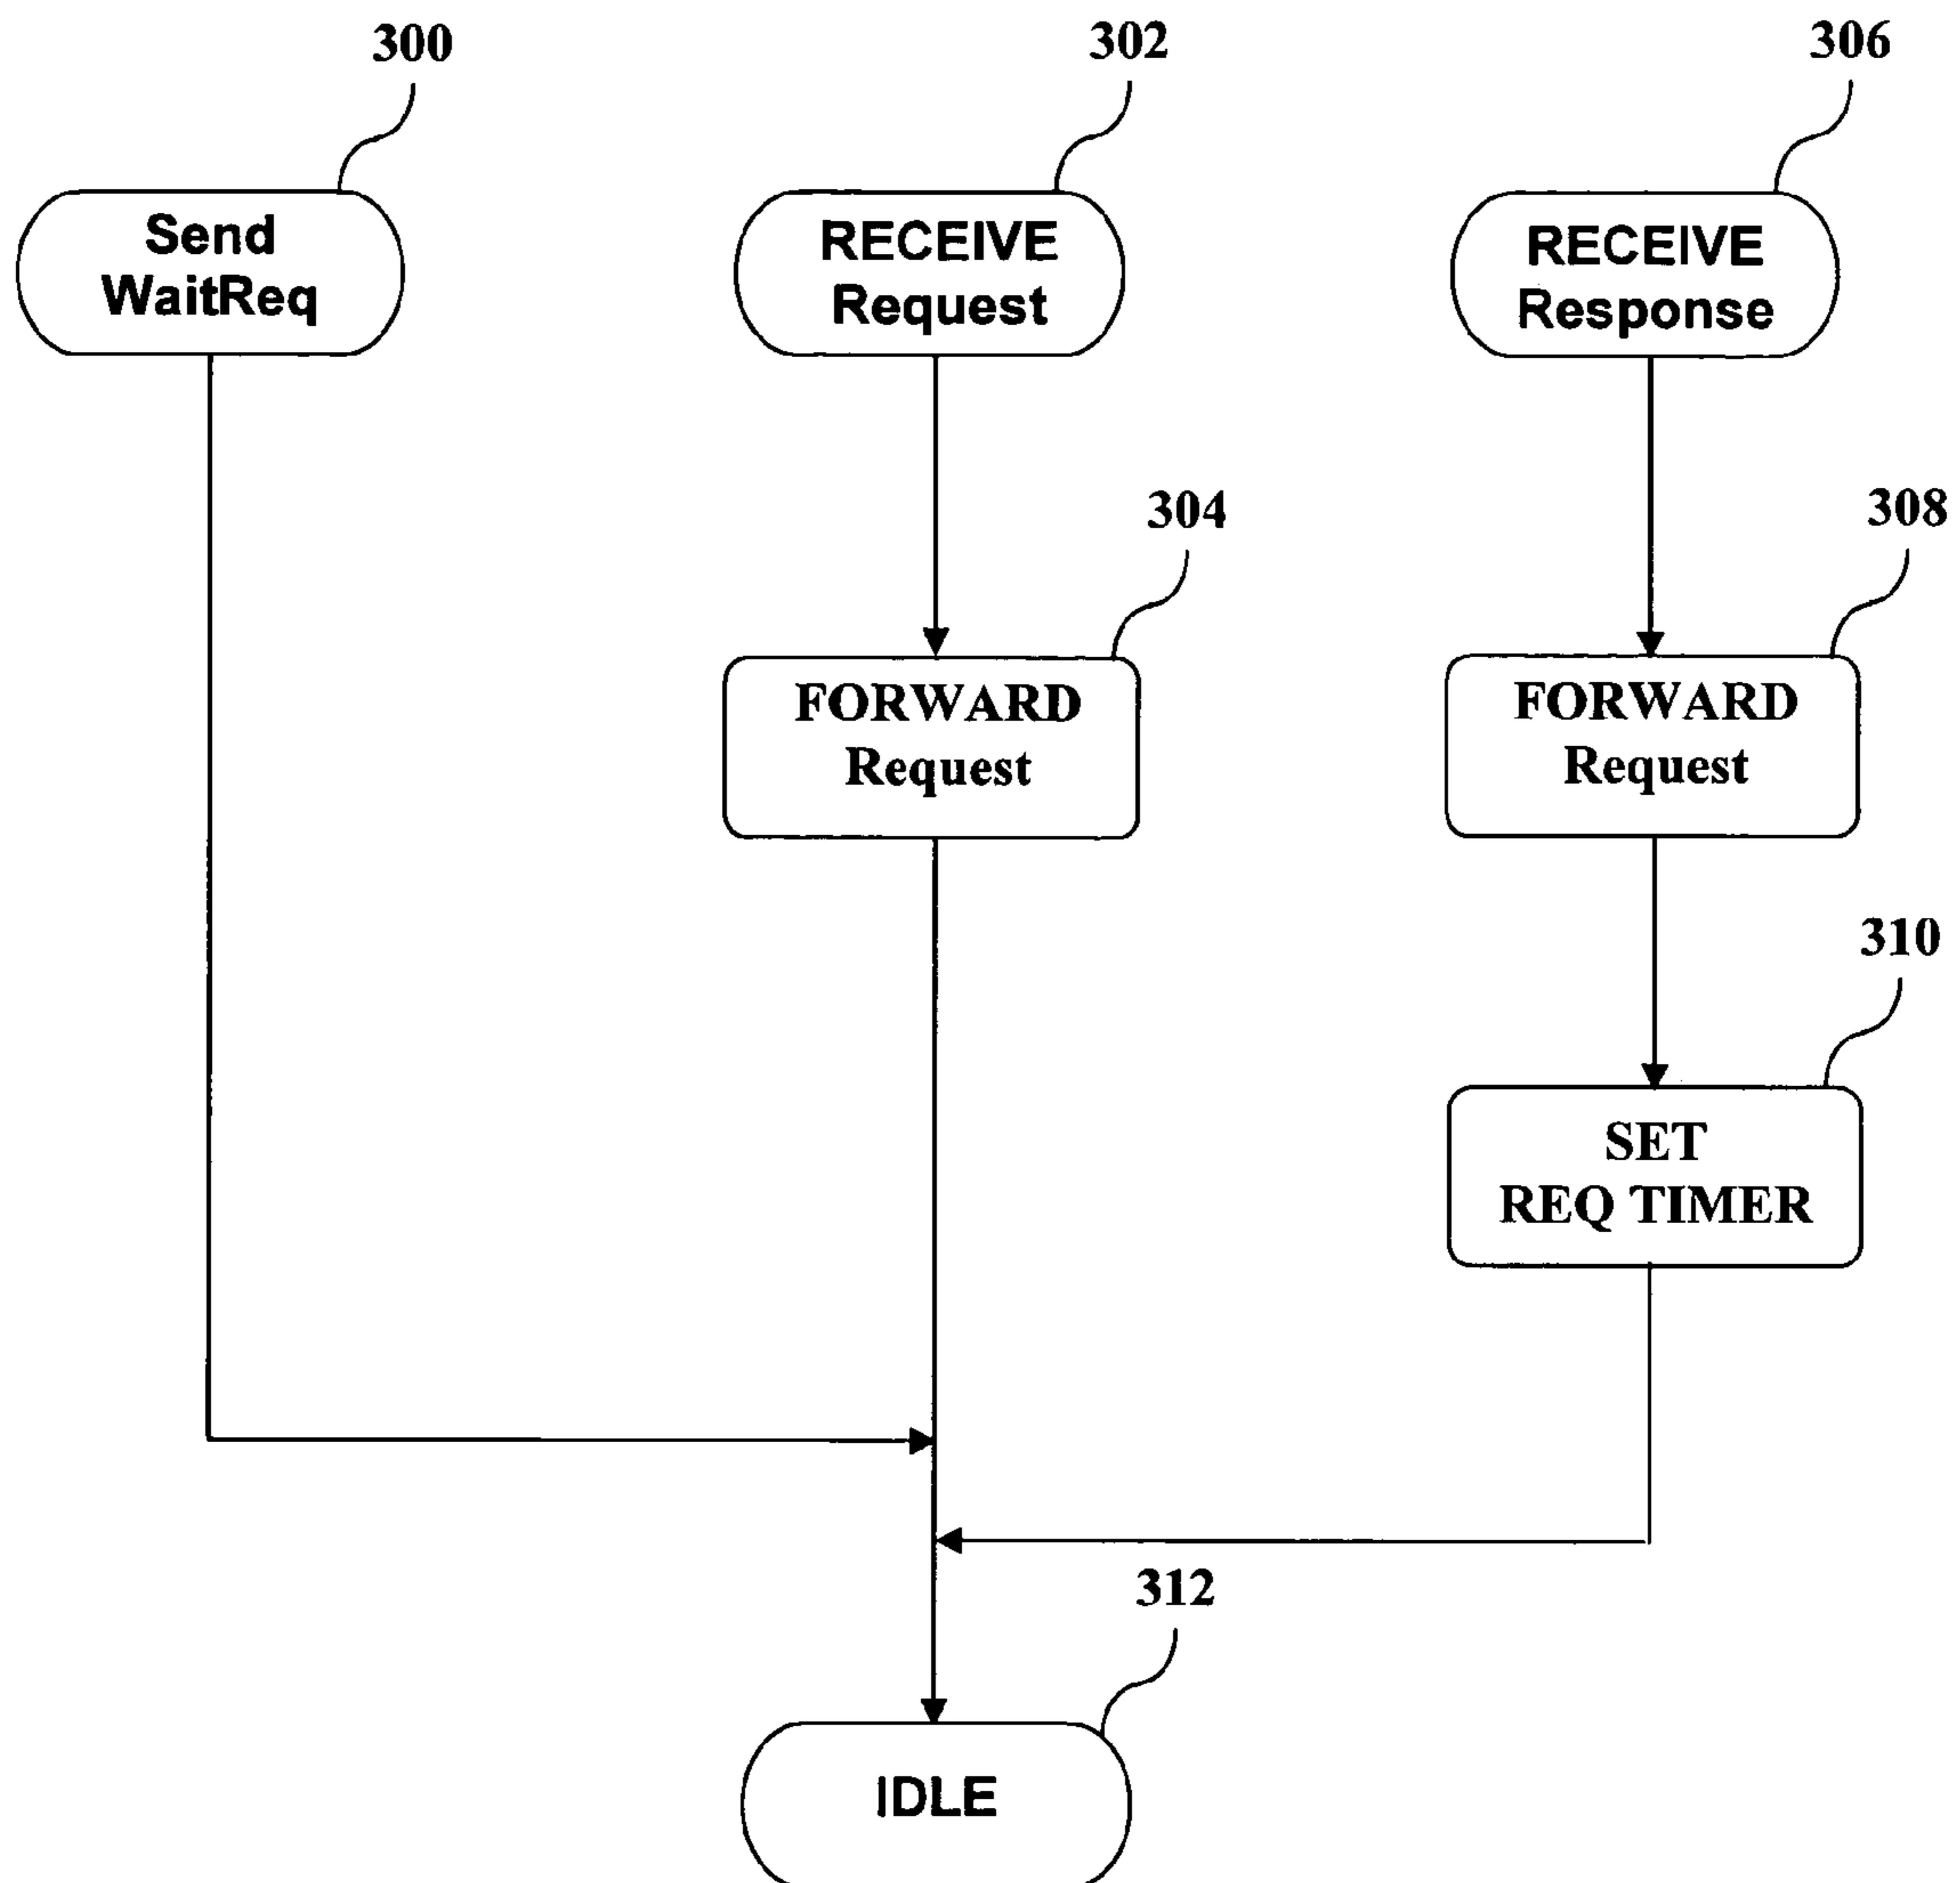 300
302
306
Send
WaitReq
RECEIVE
Request
RECEIVE
Response
304
308
FORWARD
Request
FORWARD
Request
310
SET
REQ TIMER
312
IDLE